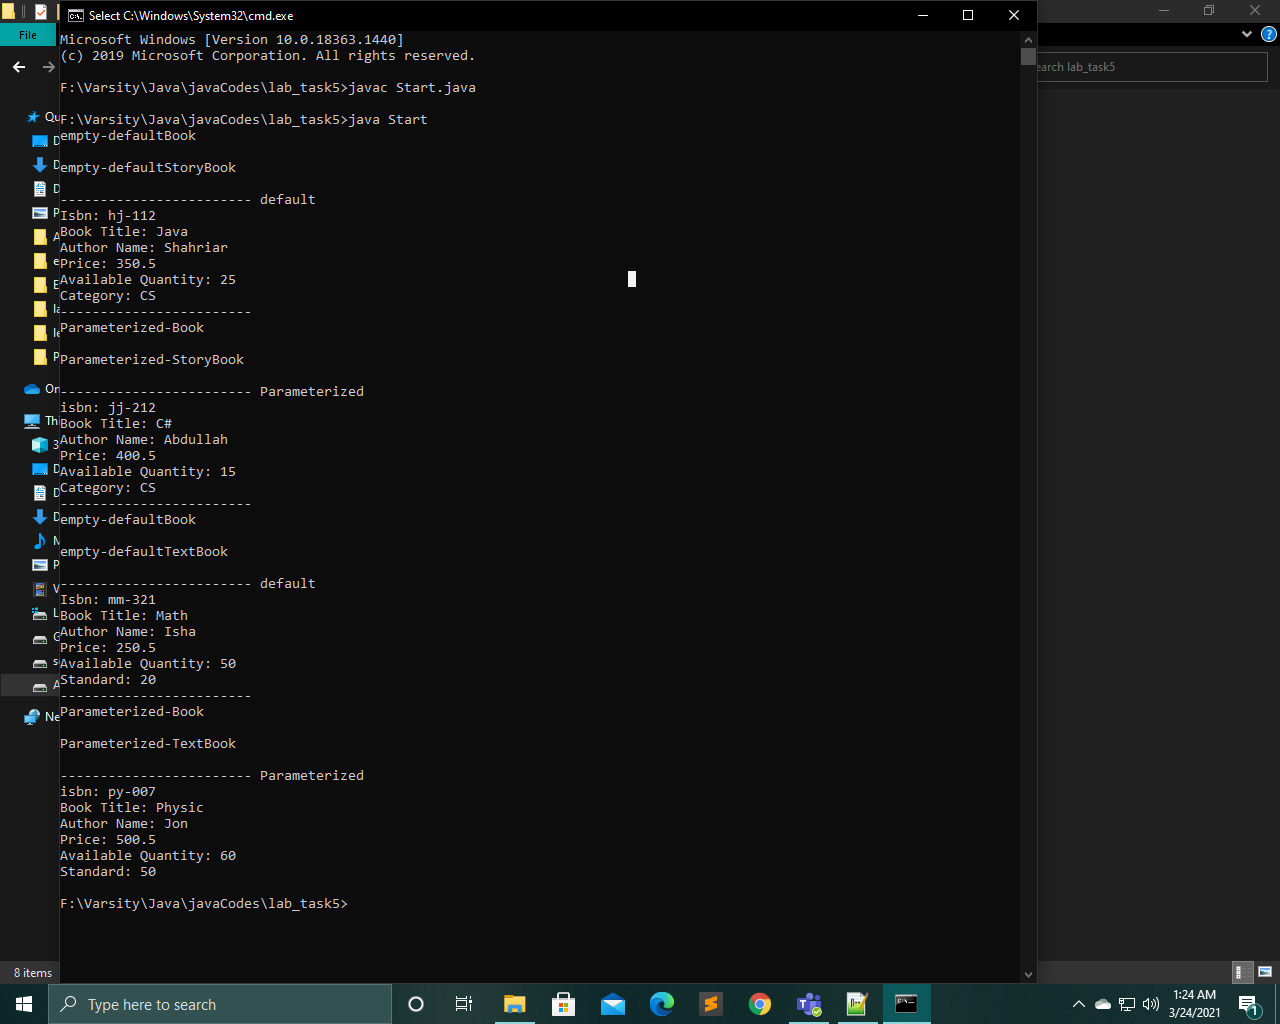 Select C:\Windows\System32\cmd.exe
File
Microsoft Windows [Version 10.0.18363.1440]
(c) 2019 Microsoft Corporation. All rights reserved.
earch lab_task5
F:\Varsity\Java\javaCodes\lab_task5>javac Start.java
F:\Varsity\Java\javaCodes\lab_task5>java Start
empty-defaultBook
empty-defaultStoryBook
------------------------ default
Isbn: hj-112
Book Title: Java
Author Name: Shahriar
Price: 350.5
Available Quantity: 25
Category: CS
------------------------
Parameterized-Book
Parameterized-StoryBook
------------------------ Parameterized
isbn: jj-212
Book Title: C#
Author Name: Abdullah
Price: 400.5
Available Quantity: 15
Category: CS
------------------------
empty-defaultBook
empty-defaultTextBook
------------------------ default
Isbn: mm-321
Book Title: Math
Author Name: Isha
Price: 250.5
Available Quantity: 50
Standard: 20
------------------------
Parameterized-Book
Parameterized-TextBook
------------------------ Parameterized
isbn: py-007
Book Title: Physic
Author Name: Jon
Price: 500.5
Available Quantity: 60
Standard: 50
F:\Varsity\Java\javaCodes\lab_task5>
8 items
Type here to search
1:24 AM
3/24/2021
1